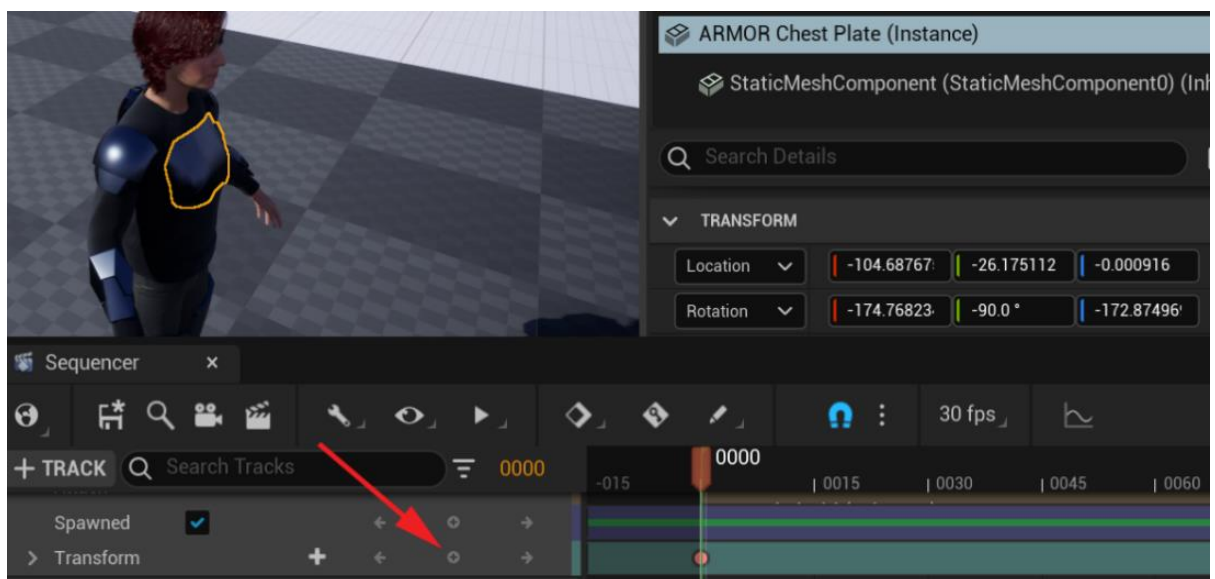 ARMOR Chest Plate (Instance)
StaticMeshComponent (StaticMeshComponent0) (Inh
Search Details
TRANSFORM
Location -104.68767 -26.175112 -0.000916
Rotation -174.76823 -90.0 ° -172.87496
Sequencer
30 fps
+ TRACK Search Tracks 0000 -015 0000 0015 0030 0045 0060
Spawned
Transform